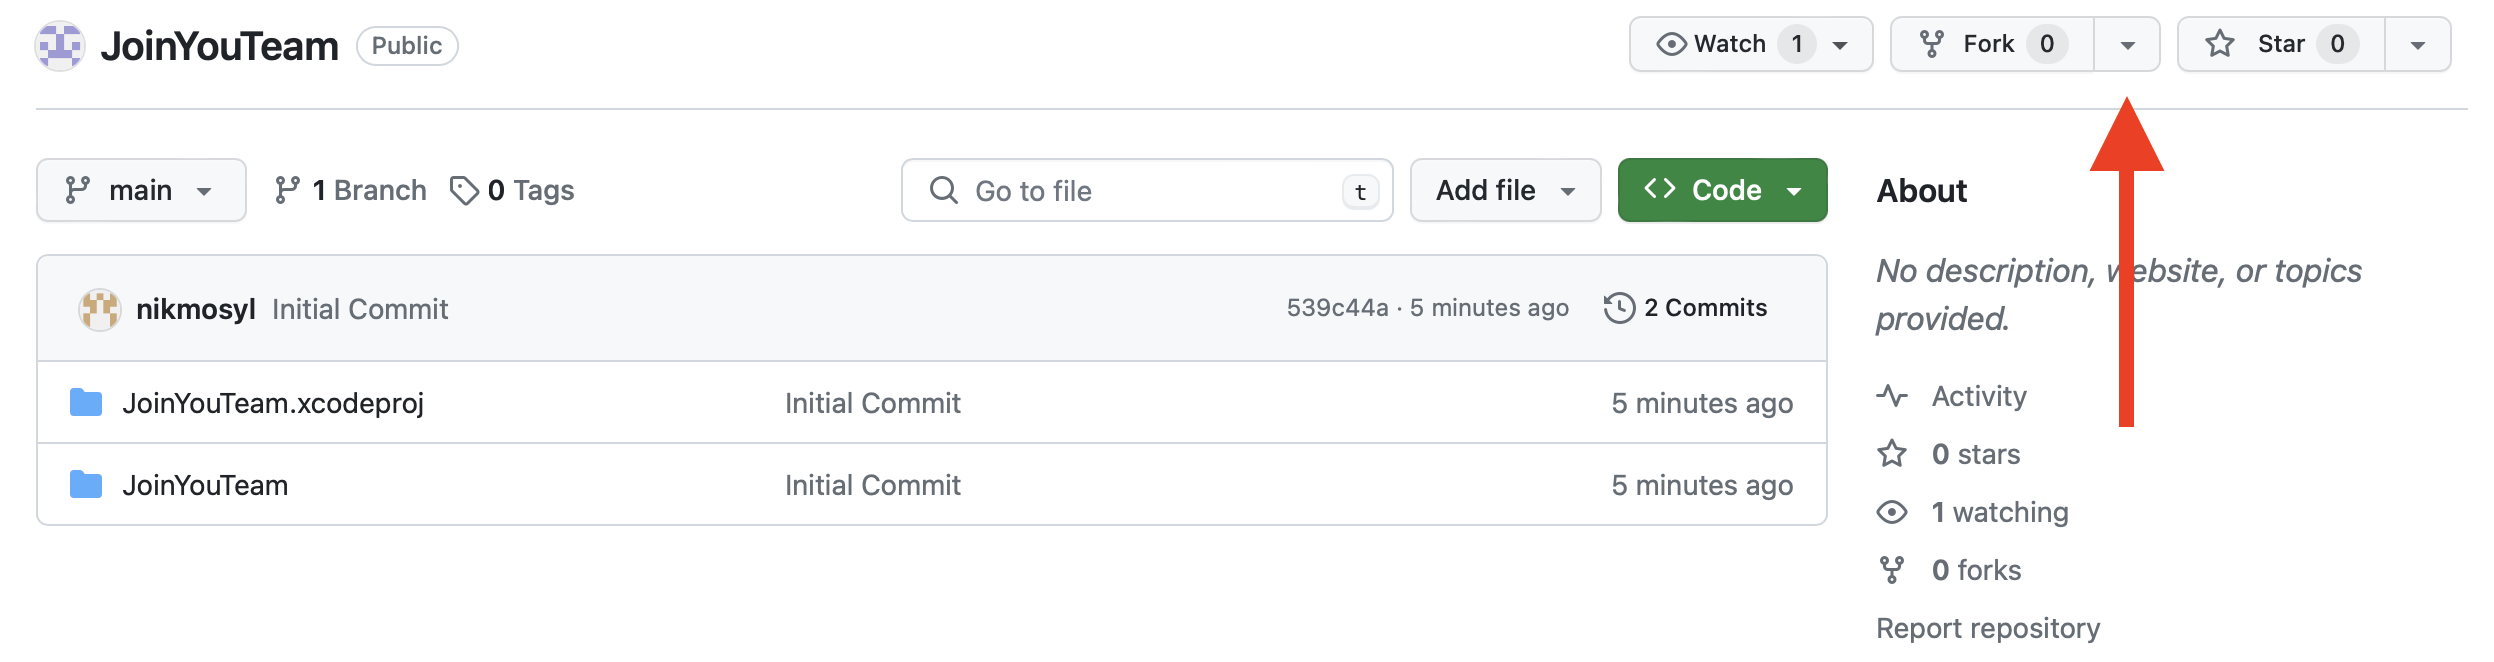 JoinYouTeam Public Watch 1 Fork 0 Star 0
main 1 Branch 0 Tags Go to file t Add file Code
nikmosyl Initial Commit 539c44a · 5 minutes ago 2 Commits
JoinYouTeam.xcodeproj Initial Commit 5 minutes ago
JoinYouTeam Initial Commit 5 minutes ago
About
No description, website, or topics
provided.
Activity
0 stars
1 watching
0 forks
Report repository